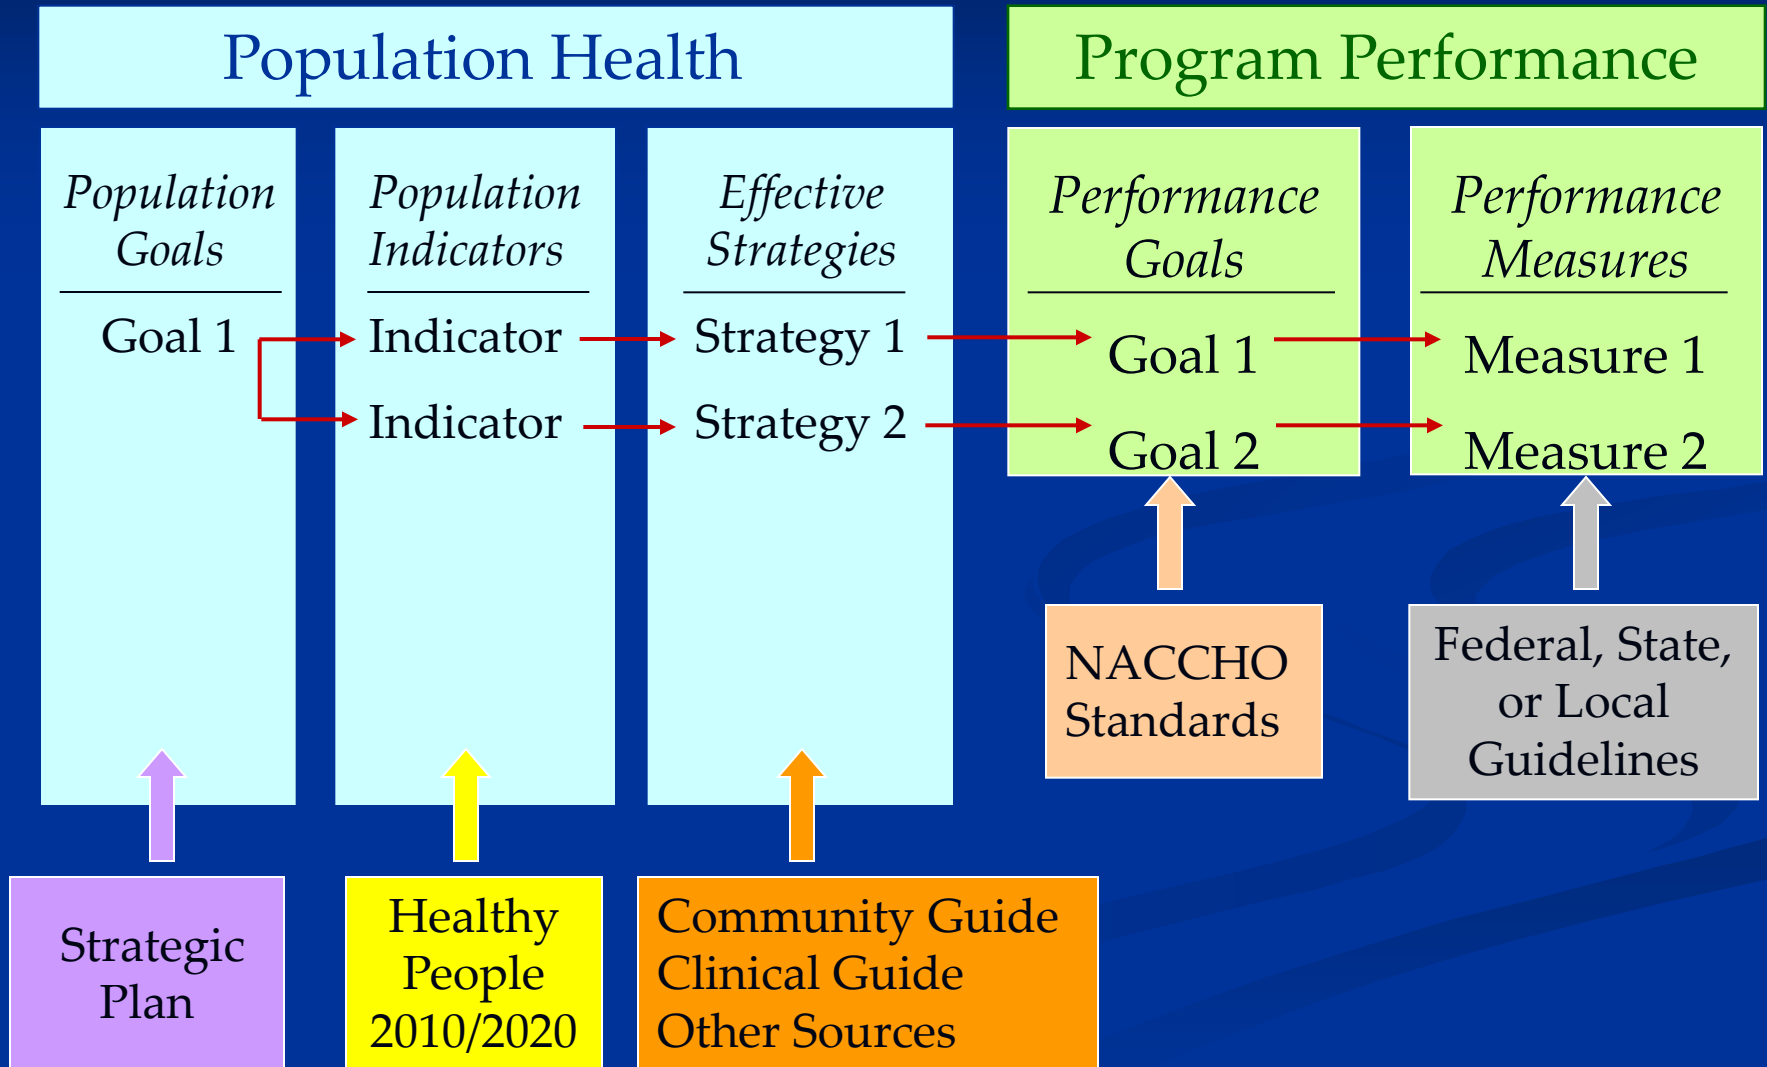 Population Health
Program Performance
Population
Goals
Goal 1
Population
Indicators
Indicator
Indicator
Effective
Strategies
Strategy 1
Strategy 2
Performance
Goals
Goal 1
Goal 2
Performance
Measures
Measure 1
Measure 2
NACCHO
Standards
Federal, State,
or Local
Guidelines
Strategic
Plan
Healthy
People
2010/2020
Community Guide
Clinical Guide
Other Sources